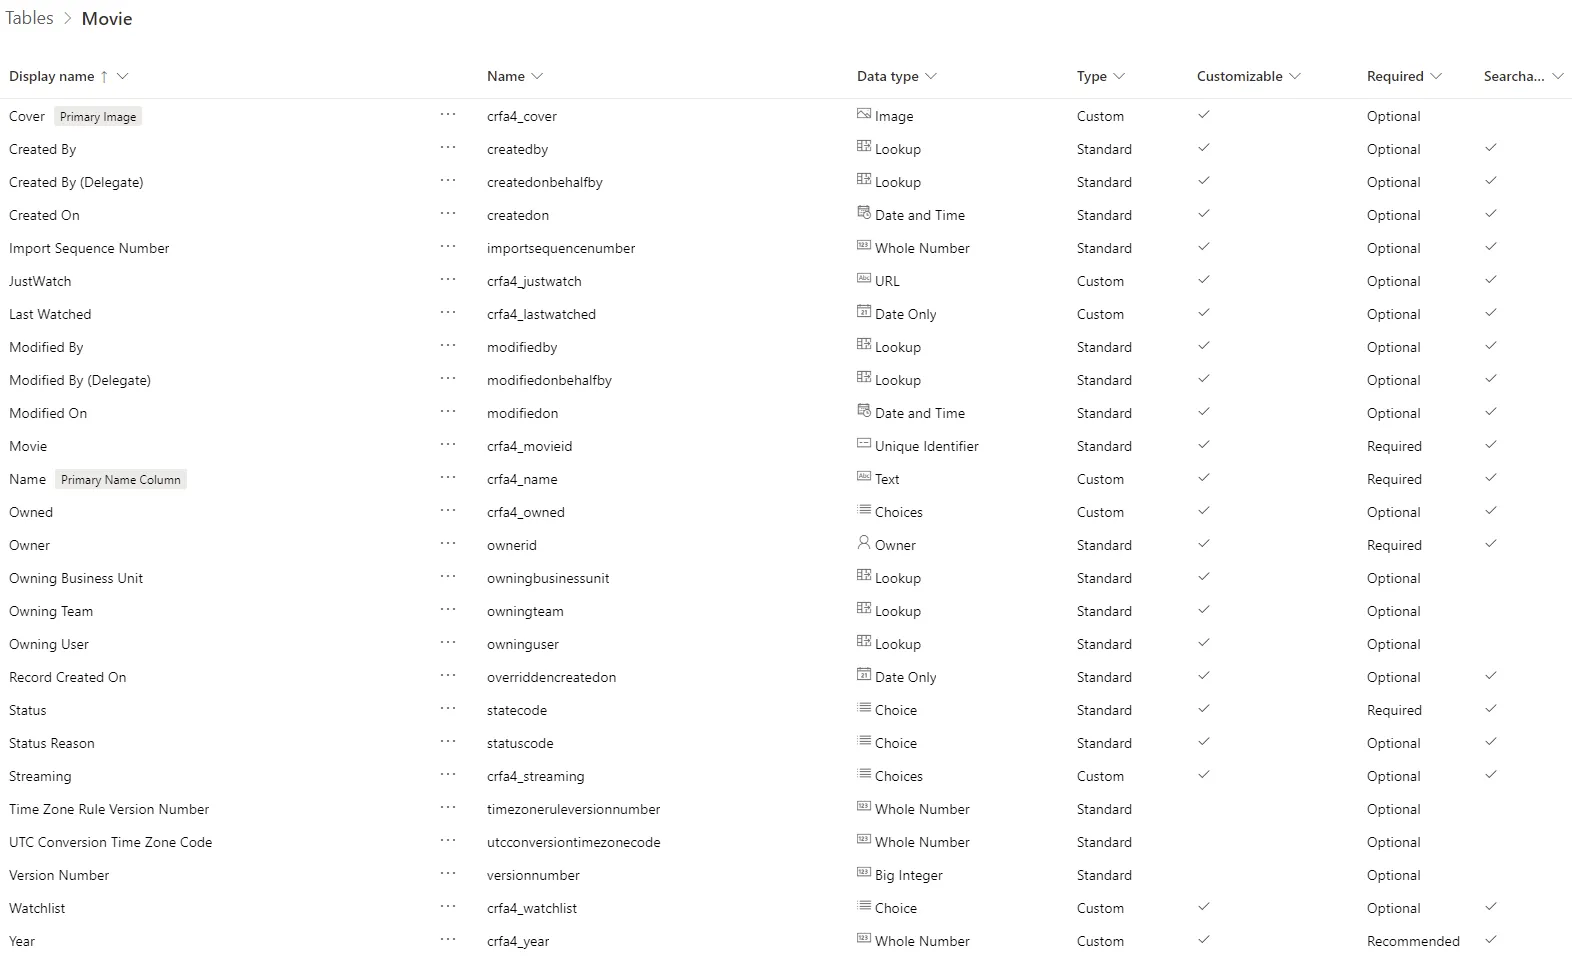 Tables > Movie
Display name ↑ Name Data type Type Customizable Required Searcha...
Cover Primary Image ··· crfa4_cover Image Custom ✓ Optional
Created By ··· createdby Lookup Standard ✓ Optional ✓
Created By (Delegate) ··· createdonbehalfby Lookup Standard ✓ Optional ✓
Created On ··· createdon Date and Time Standard ✓ Optional ✓
Import Sequence Number ··· importsequencenumber Whole Number Standard ✓ Optional ✓
JustWatch ··· crfa4_justwatch URL Custom ✓ Optional ✓
Last Watched ··· crfa4_lastwatched Date Only Custom ✓ Optional ✓
Modified By ··· modifiedby Lookup Standard ✓ Optional ✓
Modified By (Delegate) ··· modifiedonbehalfby Lookup Standard ✓ Optional ✓
Modified On ··· modifiedon Date and Time Standard ✓ Optional ✓
Movie ··· crfa4_movieid Unique Identifier Standard ✓ Required ✓
Name Primary Name Column ··· crfa4_name Text Custom ✓ Required ✓
Owned ··· crfa4_owned Choices Custom ✓ Optional ✓
Owner ··· ownerid Owner Standard ✓ Required ✓
Owning Business Unit ··· owningbusinessunit Lookup Standard ✓ Optional
Owning Team ··· owningteam Lookup Standard ✓ Optional
Owning User ··· owninguser Lookup Standard ✓ Optional
Record Created On ··· overriddencreatedon Date Only Standard ✓ Optional ✓
Status ··· statecode Choice Standard ✓ Required ✓
Status Reason ··· statuscode Choice Standard ✓ Optional ✓
Streaming ··· crfa4_streaming Choices Custom ✓ Optional ✓
Time Zone Rule Version Number ··· timezoneruleversionnumber Whole Number Standard Optional
UTC Conversion Time Zone Code ··· utcconversiontimezonecode Whole Number Standard Optional
Version Number ··· versionnumber Big Integer Standard Optional
Watchlist ··· crfa4_watchlist Choice Custom ✓ Optional ✓
Year ··· crfa4_year Whole Number Custom ✓ Recommended ✓